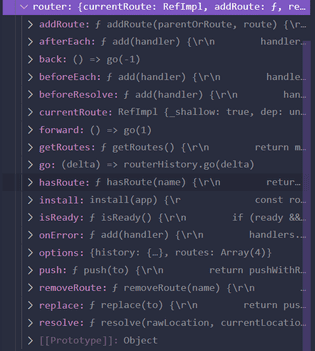 router: {currentRoute: RefImpl, addRoute: ƒ, re…
addRoute: ƒ addRoute(parentOrRoute, route) {\r…
afterEach: ƒ add(handler) {\r\n handler…
back: () => go(-1)
beforeEach: ƒ add(handler) {\r\n handle…
beforeResolve: ƒ add(handler) {\r\n han…
currentRoute: RefImpl {_shallow: true, dep: un…
forward: () => go(1)
getRoutes: ƒ getRoutes() {\r\n return m…
go: (delta) => routerHistory.go(delta)
hasRoute: ƒ hasRoute(name) {\r\n retur…
install: install(app) {\r const ro…
isReady: ƒ isReady() {\r\n if (ready &&…
onError: ƒ add(handler) {\r\n handlers.…
options: {history: {…}, routes: Array(4)}
push: ƒ push(to) {\r\n return pushWithR…
removeRoute: ƒ removeRoute(name) {\r\n …
replace: ƒ replace(to) {\r\n return pus…
resolve: ƒ resolve(rawLocation, currentLocatio…
[[Prototype]]: Object